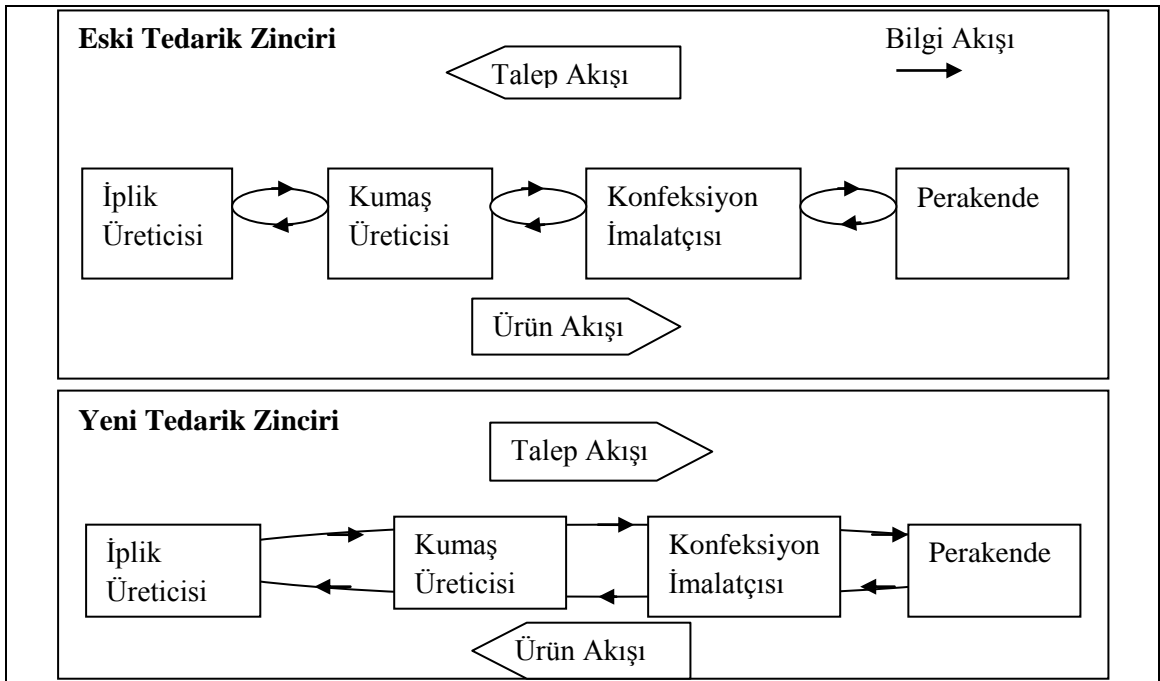 Eski Tedarik Zinciri
Bilgi Akışı
Talep Akışı
İplik
Üreticisi
Kumaş
Üreticisi
Konfeksiyon
İmalatçısı
Perakende
Ürün Akışı
Yeni Tedarik Zinciri
Talep Akışı
İplik
Üreticisi
Kumaş
Üreticisi
Konfeksiyon
İmalatçısı
Perakende
Ürün Akışı